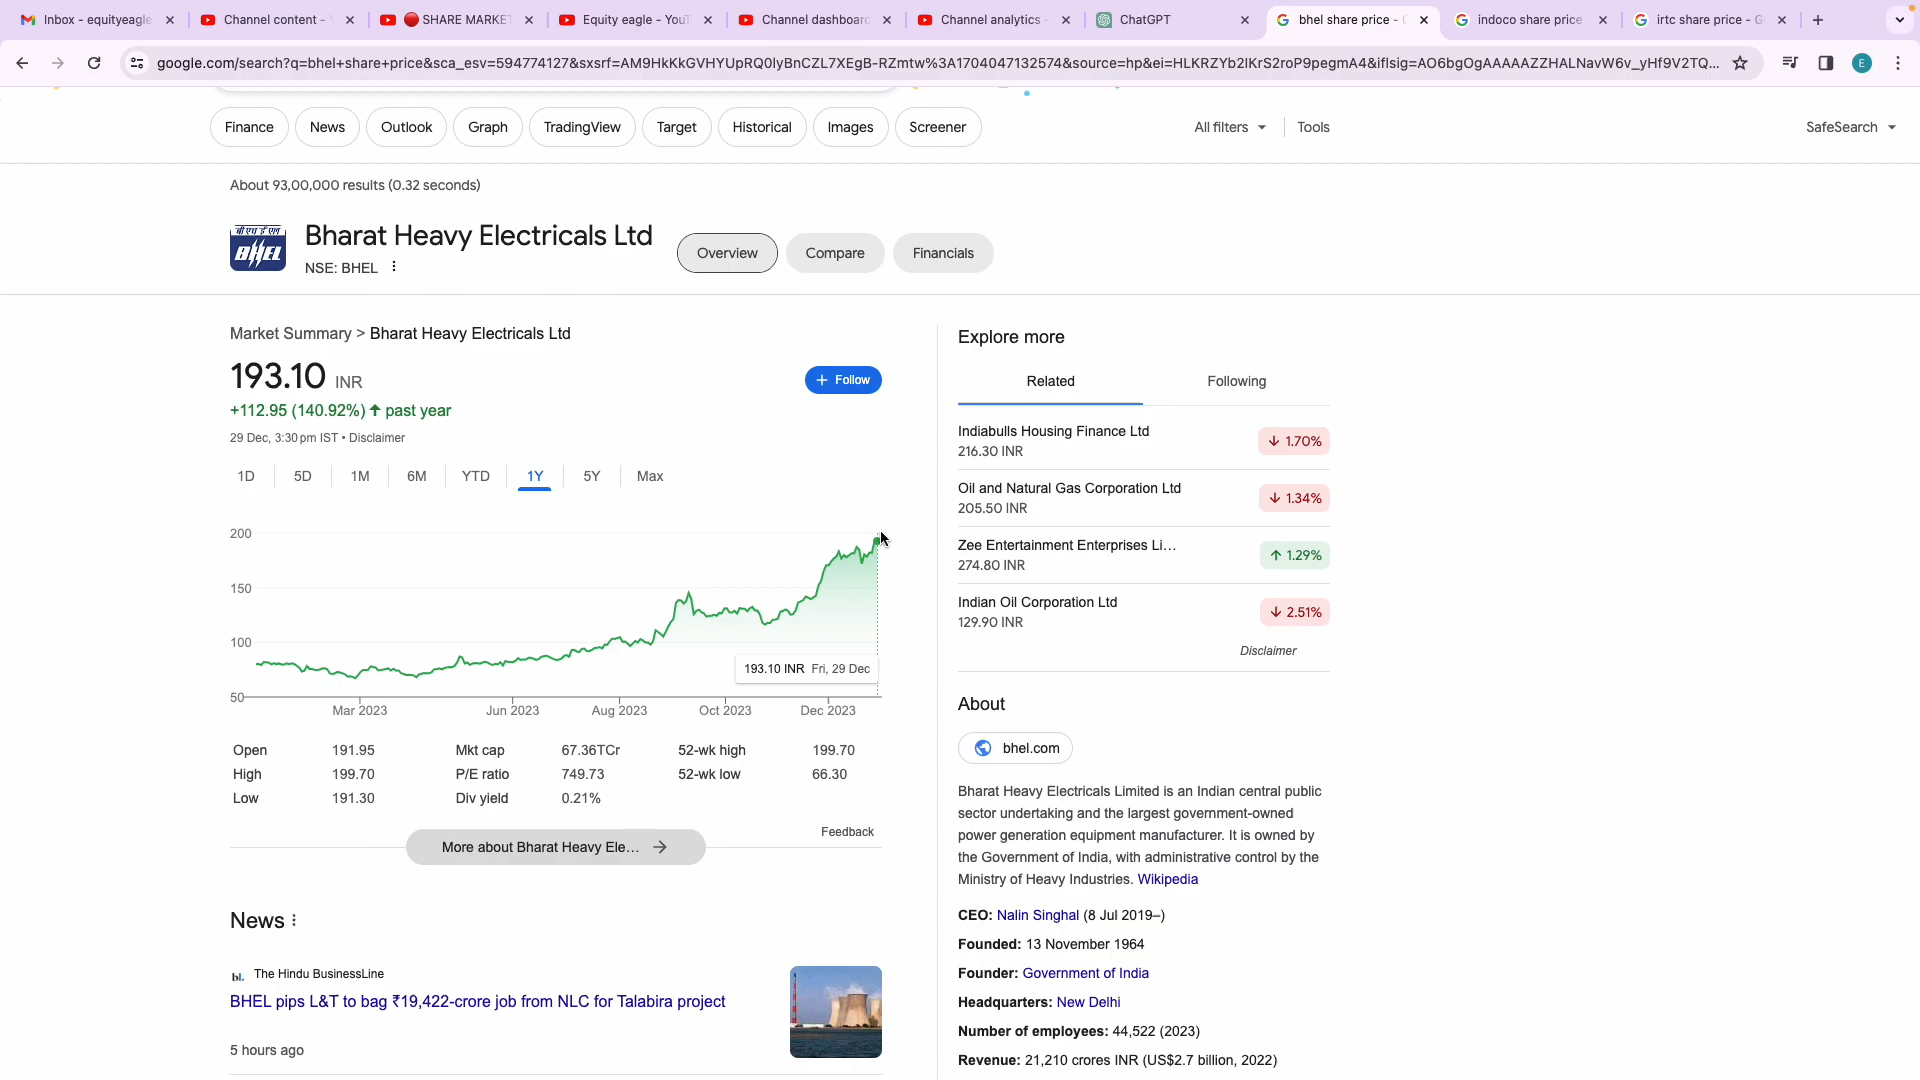 Inbox - equityeagle
Channel content -
🔴 SHARE MARKET
Equity eagle - YouT
Channel dashboard
Channel analytics -
ChatGPT
bhel share price - G
indoco share price
irtc share price - G
google.com/search?q=bhel+share+price&sca_esv=594774127&sxsrf=AM9HkKkGVHYUpRQ0lyBnCZL7XEgB-RZmtw%3A1704047132574&source=hp&ei=HLKRZYb2IKrS2roP9pegmA4&iflsig=AO6bgOgAAAAAZZHALNavW6v_yHf9V2TQ...
E
Finance
News
Outlook
Graph
TradingView
Target
Historical
Images
Screener
All filters
Tools
SafeSearch
About 93,00,000 results (0.32 seconds)
बी एच ई एल
BHEL
Bharat Heavy Electricals Ltd
NSE: BHEL
Overview
Compare
Financials
Market Summary > Bharat Heavy Electricals Ltd
193.10 INR
+ Follow
+112.95 (140.92%) ↑ past year
29 Dec, 3:30 pm IST • Disclaimer
1D 5D 1M 6M YTD 1Y 5Y Max
200
150
100
50
193.10 INR Fri, 29 Dec
Mar 2023 Jun 2023 Aug 2023 Oct 2023 Dec 2023
Open 191.95 Mkt cap 67.36TCr 52-wk high 199.70
High 199.70 P/E ratio 749.73 52-wk low 66.30
Low 191.30 Div yield 0.21%
Feedback
More about Bharat Heavy Ele... →
News
bl. The Hindu BusinessLine
BHEL pips L&T to bag ₹19,422-crore job from NLC for Talabira project
5 hours ago
Explore more
Related Following
Indiabulls Housing Finance Ltd
216.30 INR
↓ 1.70%
Oil and Natural Gas Corporation Ltd
205.50 INR
↓ 1.34%
Zee Entertainment Enterprises Li...
274.80 INR
↑ 1.29%
Indian Oil Corporation Ltd
129.90 INR
↓ 2.51%
Disclaimer
About
bhel.com
Bharat Heavy Electricals Limited is an Indian central public
sector undertaking and the largest government-owned
power generation equipment manufacturer. It is owned by
the Government of India, with administrative control by the
Ministry of Heavy Industries. Wikipedia
CEO: Nalin Singhal (8 Jul 2019–)
Founded: 13 November 1964
Founder: Government of India
Headquarters: New Delhi
Number of employees: 44,522 (2023)
Revenue: 21,210 crores INR (US$2.7 billion, 2022)